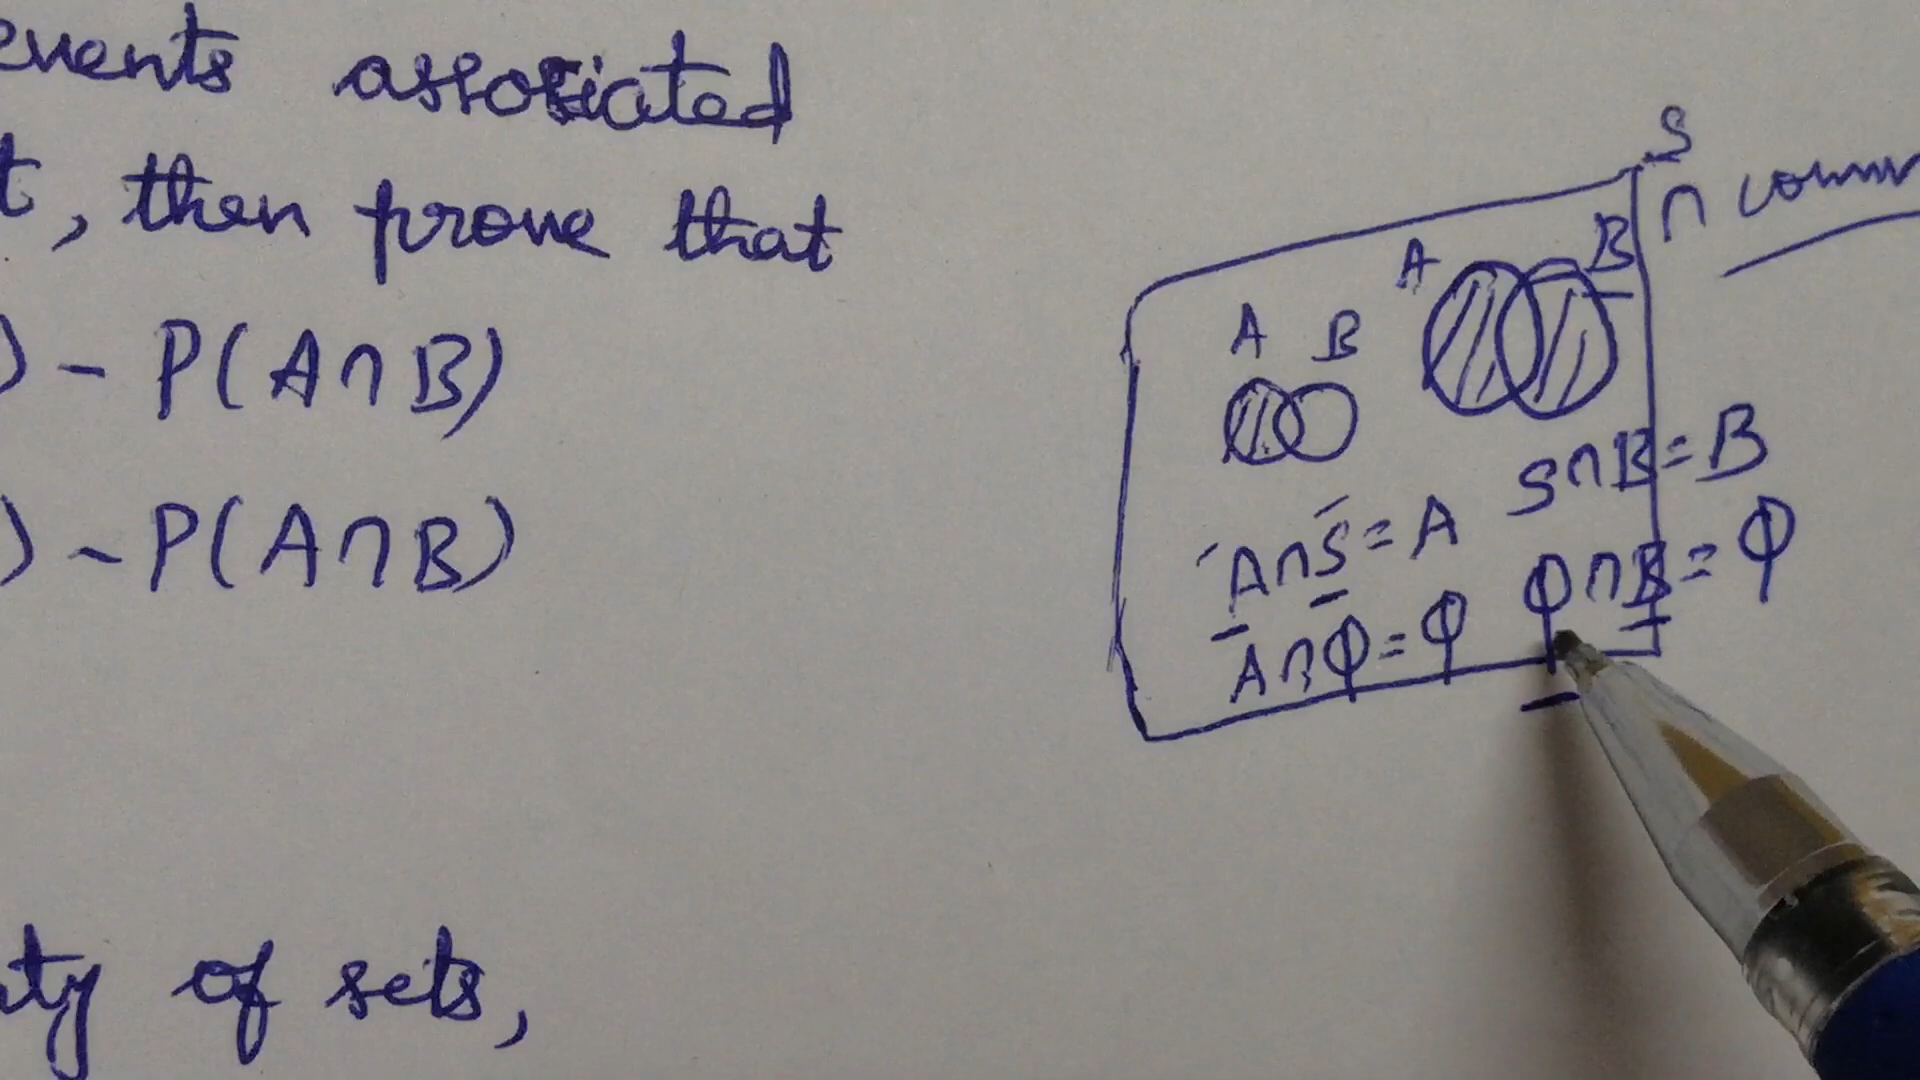 events associated
t, then prove that
) - P(A∩B)
) - P(A∩B)
ty of sets,
S
∩ comm
A B
A B
S∩B = B
A∩S = A
φ∩B = φ
A∩φ = φ